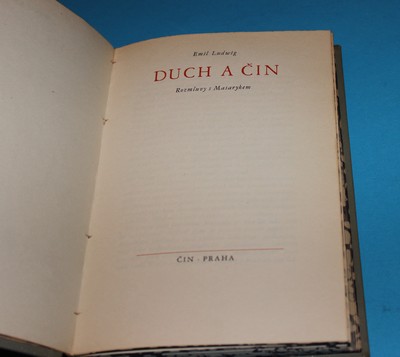 Emil Ludwig
DUCH A ČIN
Rozmluvy s Masarykem
ČIN · PRAHA